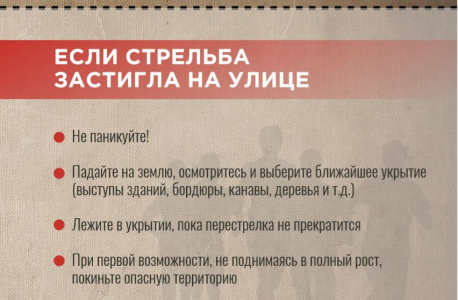 ЕСЛИ СТРЕЛЬБА
ЗАСТИГЛА НА УЛИЦЕ
Не паникуйте!
Падайте на землю, осмотритесь и выберите ближайшее укрытие
(выступы зданий, бордюры, канавы, деревья и т.д.)
Лежите в укрытии, пока перестрелка не прекратится
При первой возможности, не поднимаясь в полный рост,
покиньте опасную территорию